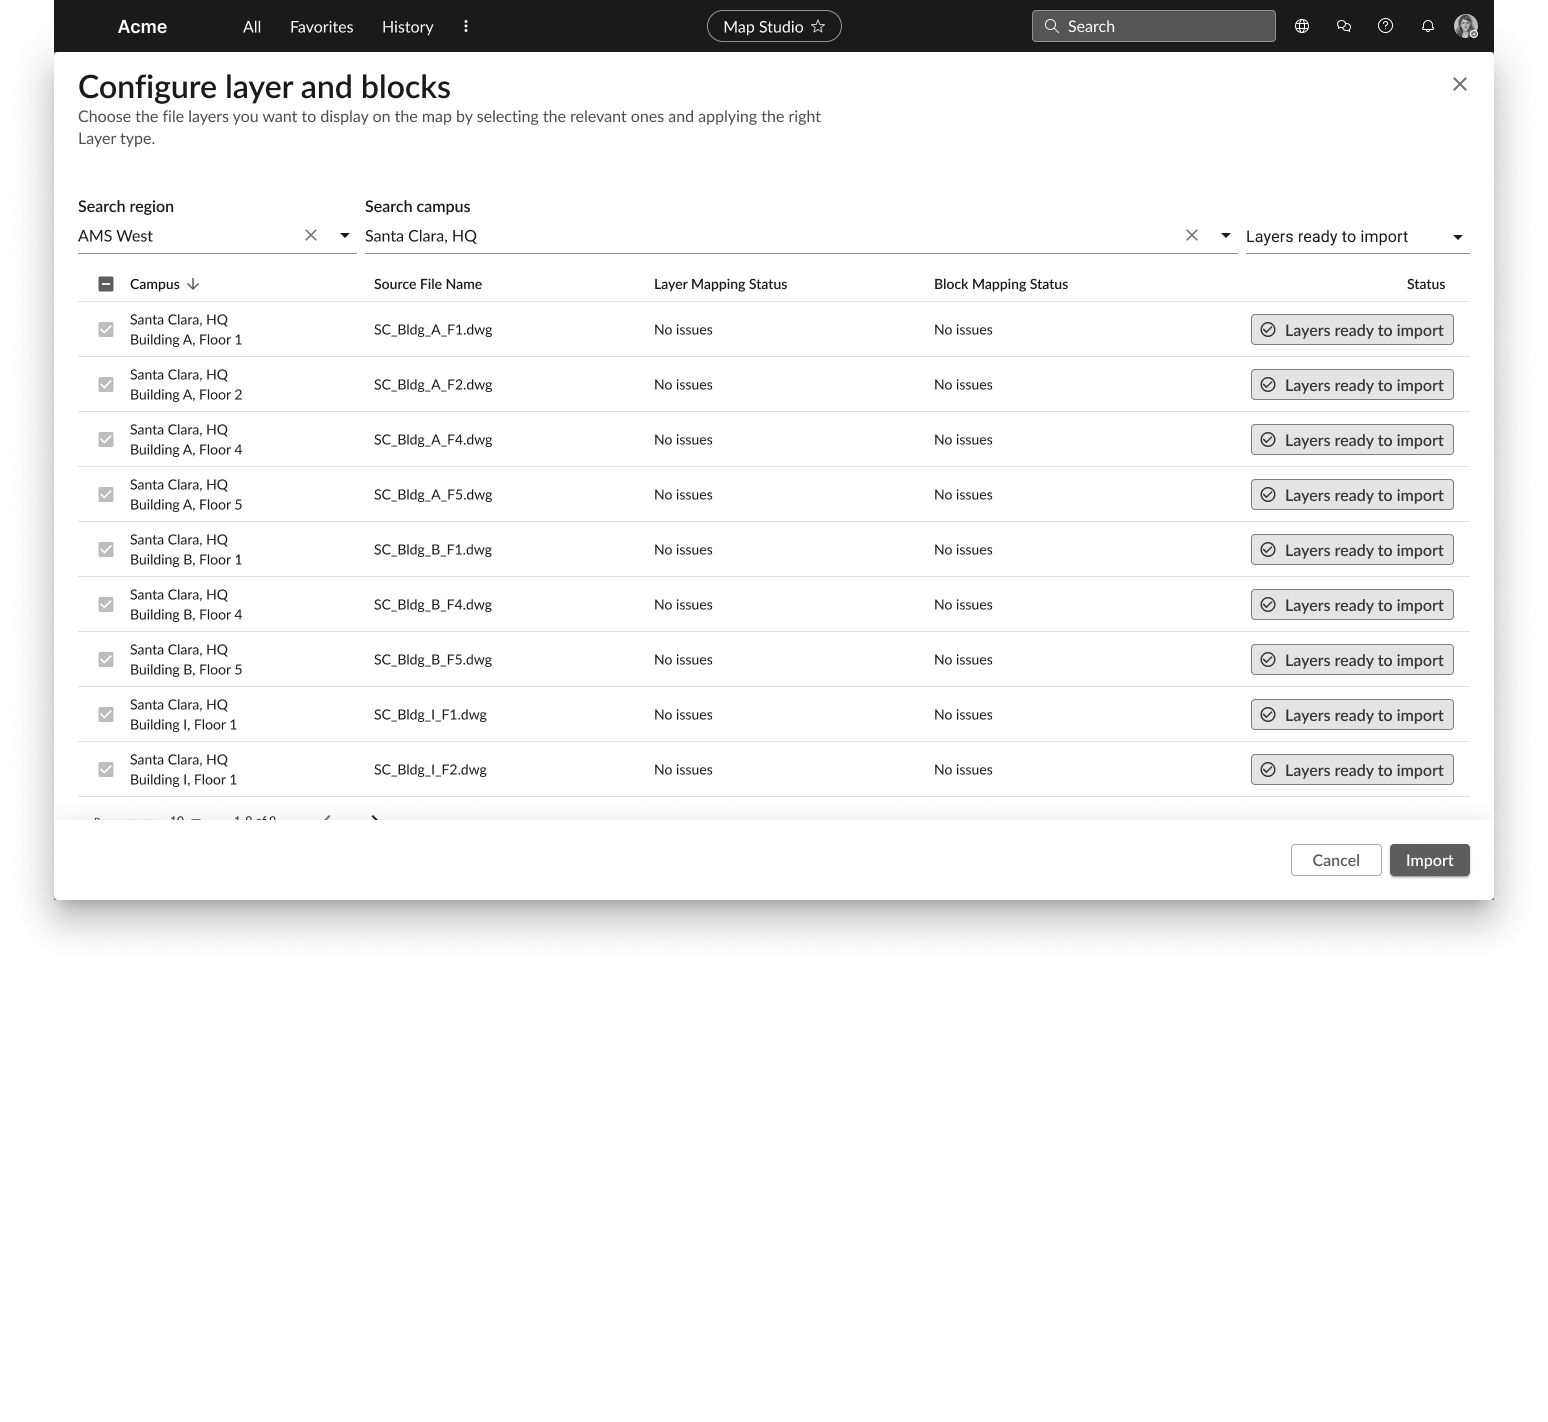 Acme All Favorites History Map Studio Search
Configure layer and blocks
Choose the file layers you want to display on the map by selecting the relevant ones and applying the right
Layer type.
Search region Search campus
AMS West Santa Clara, HQ Layers ready to import
Campus Source File Name Layer Mapping Status Block Mapping Status Status
Santa Clara, HQ
Building A, Floor 1 SC_Bldg_A_F1.dwg No issues No issues Layers ready to import
Santa Clara, HQ
Building A, Floor 2 SC_Bldg_A_F2.dwg No issues No issues Layers ready to import
Santa Clara, HQ
Building A, Floor 4 SC_Bldg_A_F4.dwg No issues No issues Layers ready to import
Santa Clara, HQ
Building A, Floor 5 SC_Bldg_A_F5.dwg No issues No issues Layers ready to import
Santa Clara, HQ
Building B, Floor 1 SC_Bldg_B_F1.dwg No issues No issues Layers ready to import
Santa Clara, HQ
Building B, Floor 4 SC_Bldg_B_F4.dwg No issues No issues Layers ready to import
Santa Clara, HQ
Building B, Floor 5 SC_Bldg_B_F5.dwg No issues No issues Layers ready to import
Santa Clara, HQ
Building I, Floor 1 SC_Bldg_I_F1.dwg No issues No issues Layers ready to import
Santa Clara, HQ
Building I, Floor 1 SC_Bldg_I_F2.dwg No issues No issues Layers ready to import
10
Cancel Import